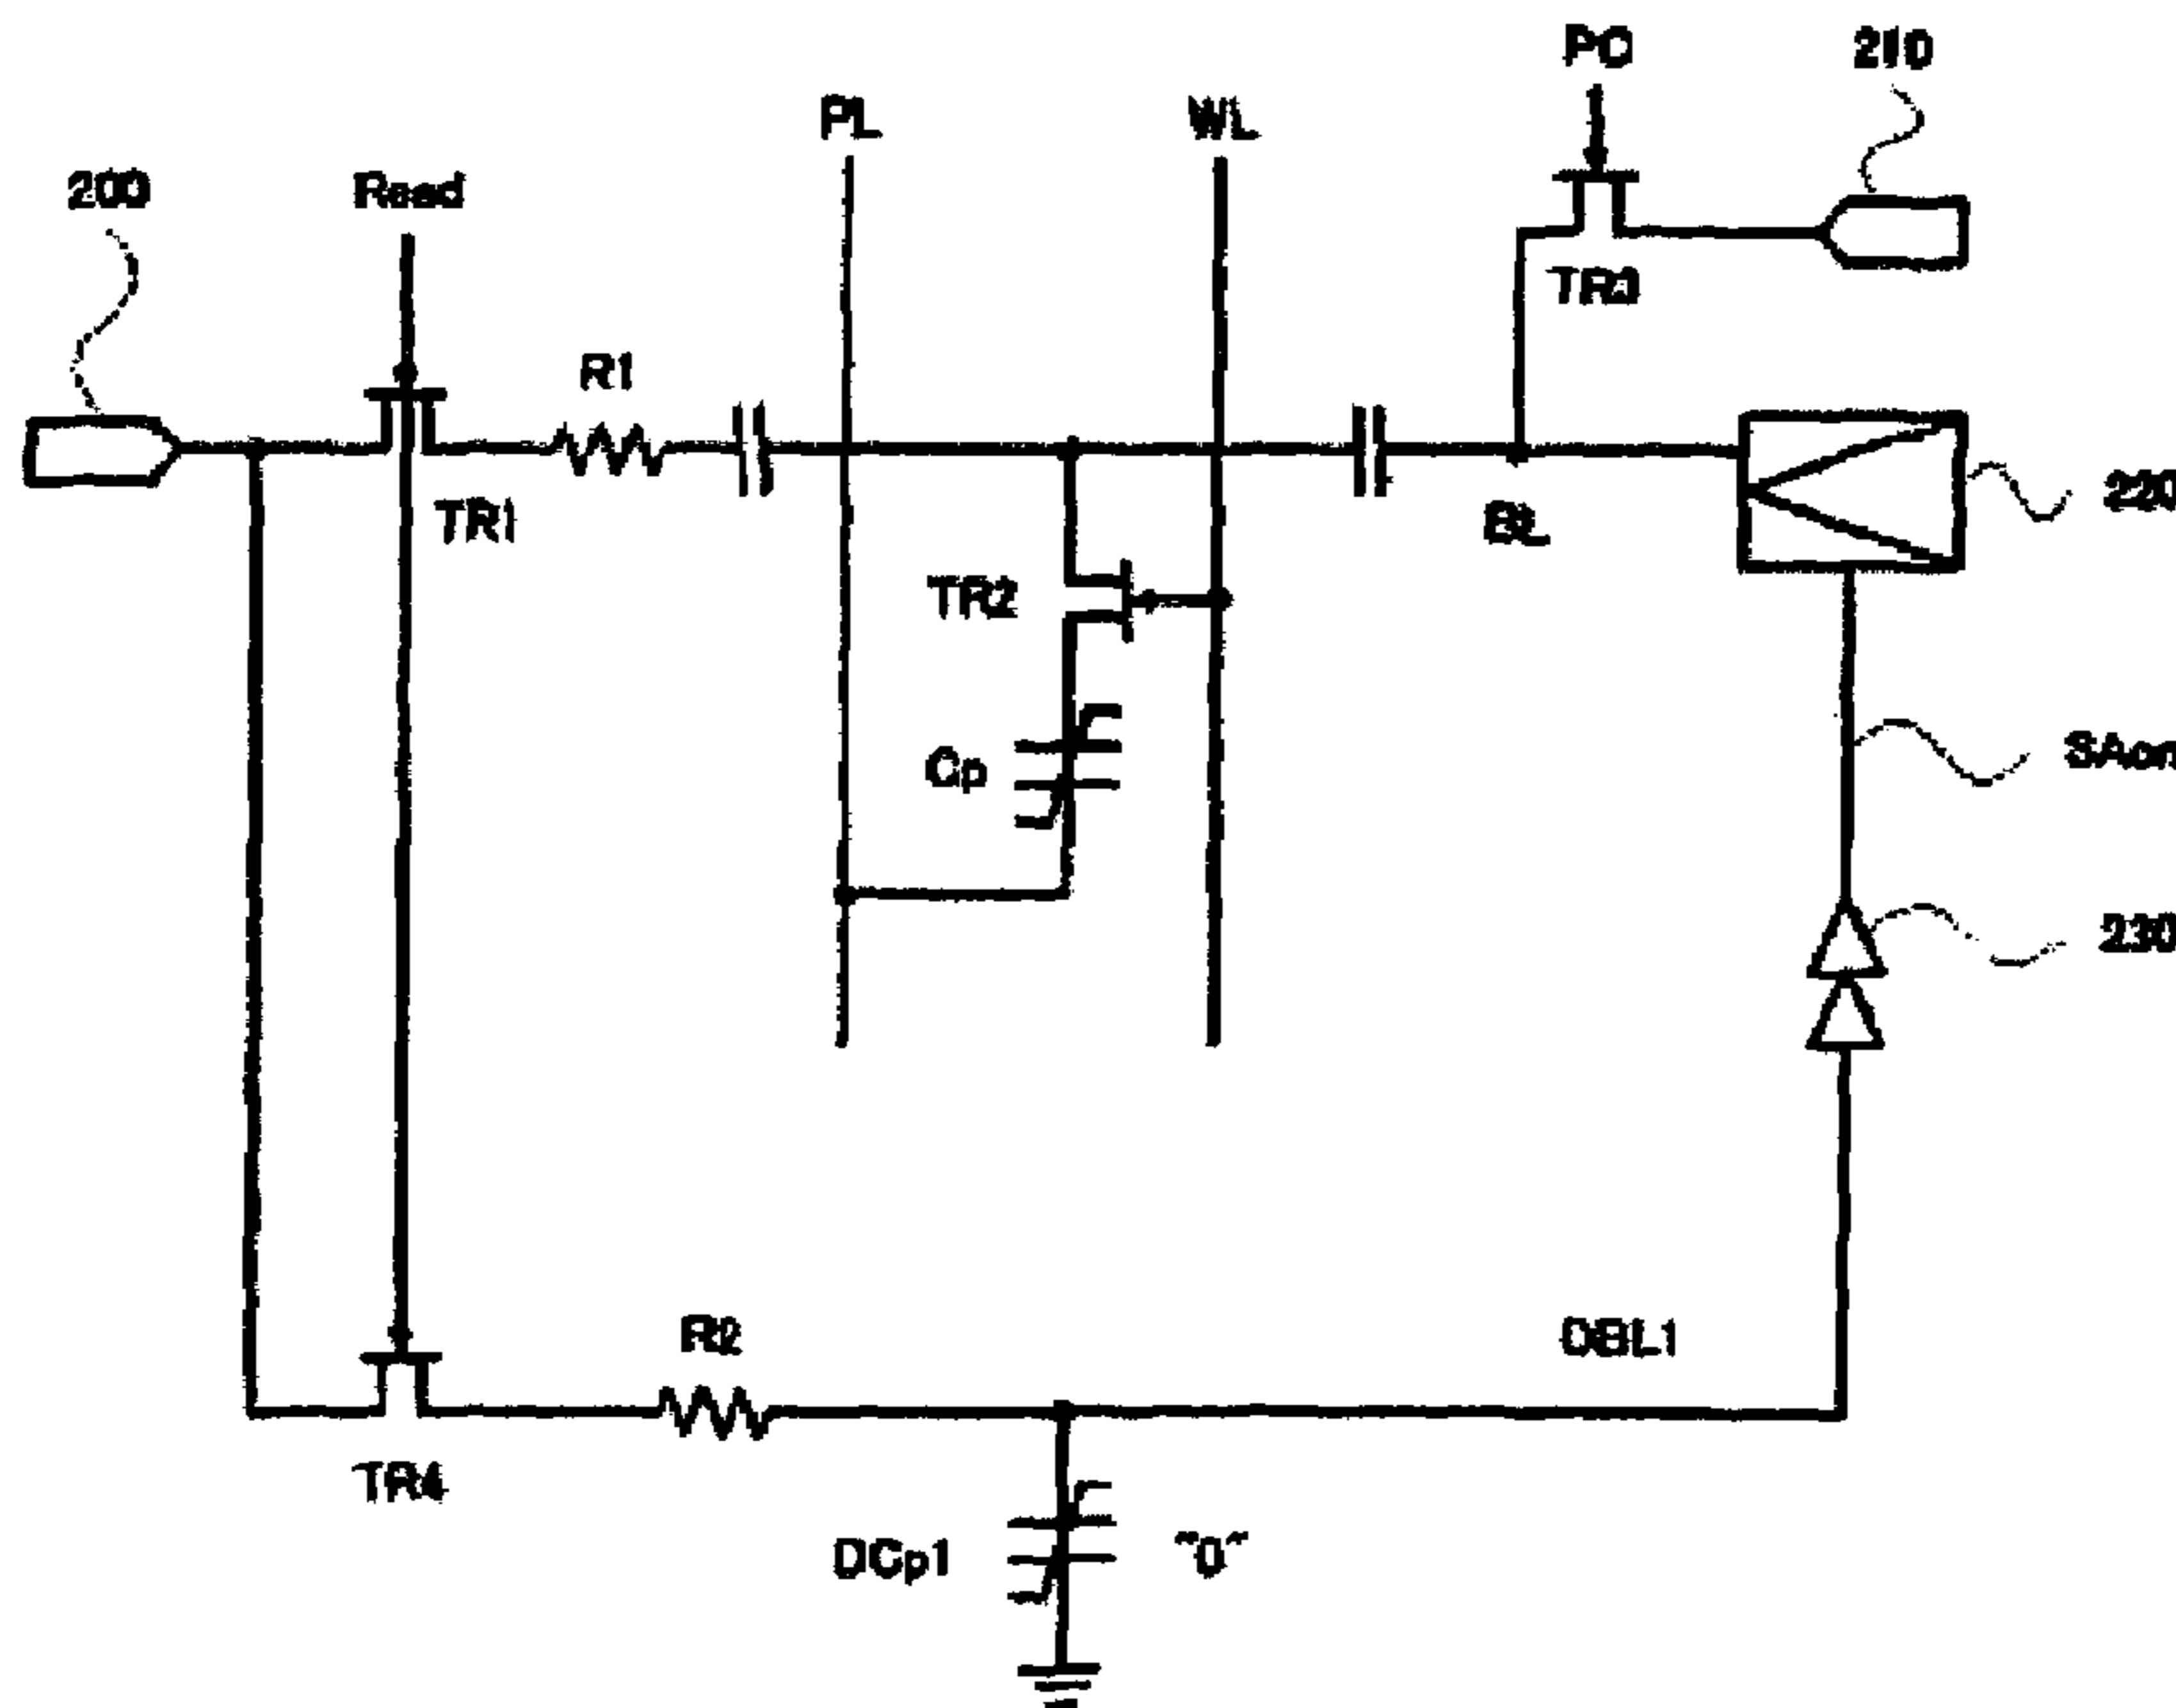 PC
210
PL
WL
200
Read
TR3
R1
TR1
BL
220
TR2
Cp
SAon
230
R2
CBL1
TR4
DCp1
"0"